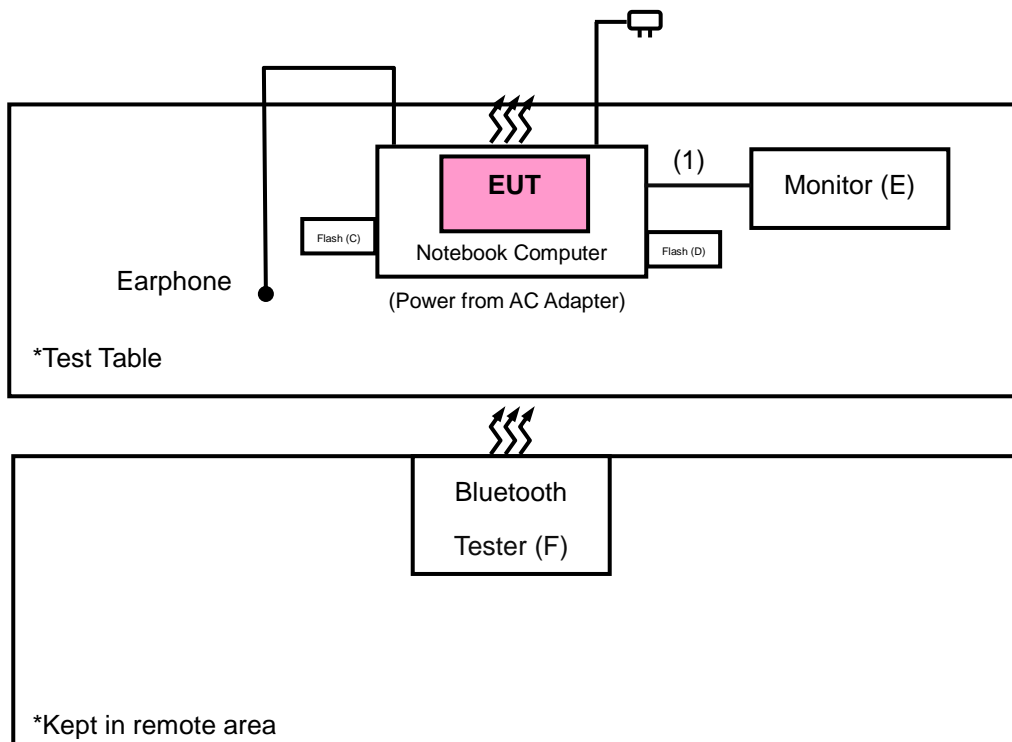 EUT
(1)
Monitor (E)
Flash (C)
Notebook Computer
Flash (D)
Earphone
(Power from AC Adapter)
*Test Table
Bluetooth
Tester (F)
*Kept in remote area